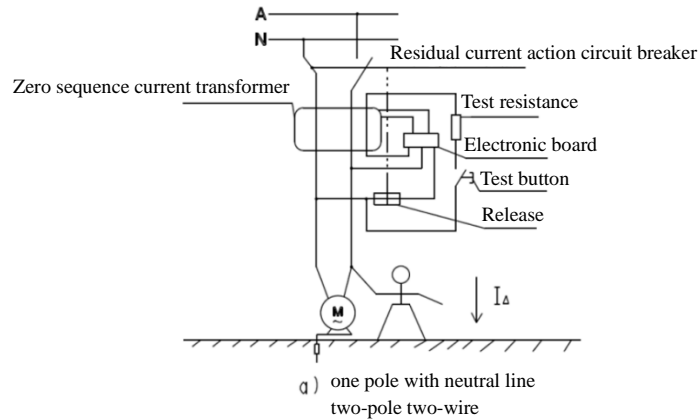 A
N
Residual current action circuit breaker
Zero sequence current transformer
Test resistance
Electronic board
Test button
Release
M
~
I∆
a) one pole with neutral line
two-pole two-wire